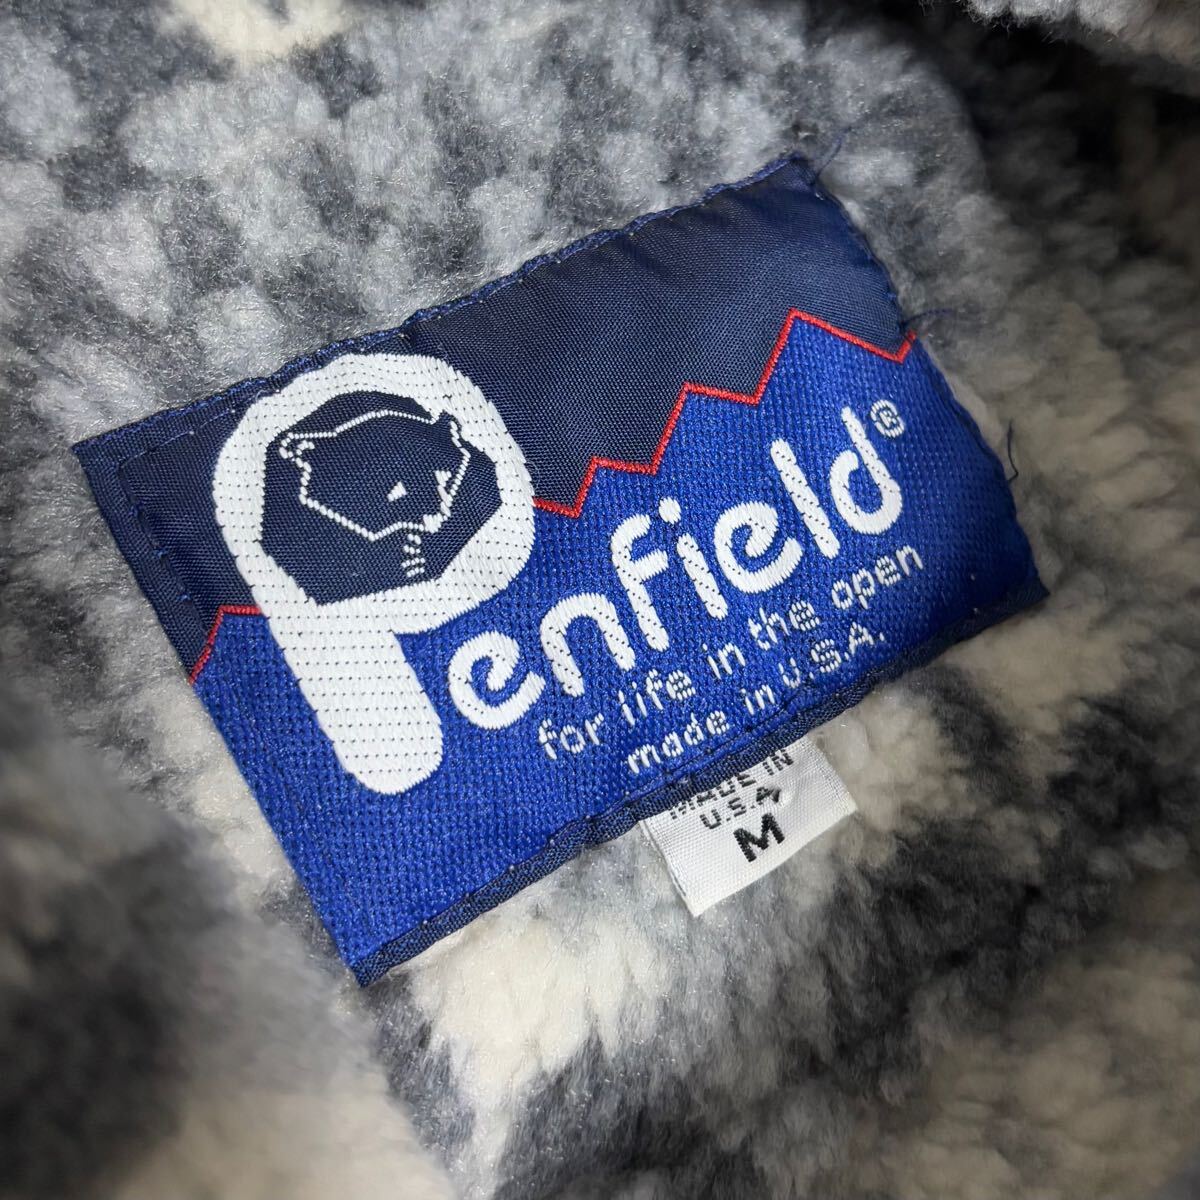 Penfield®
for life in the open
made in U.S.A.
MADE IN
U.S.A
M